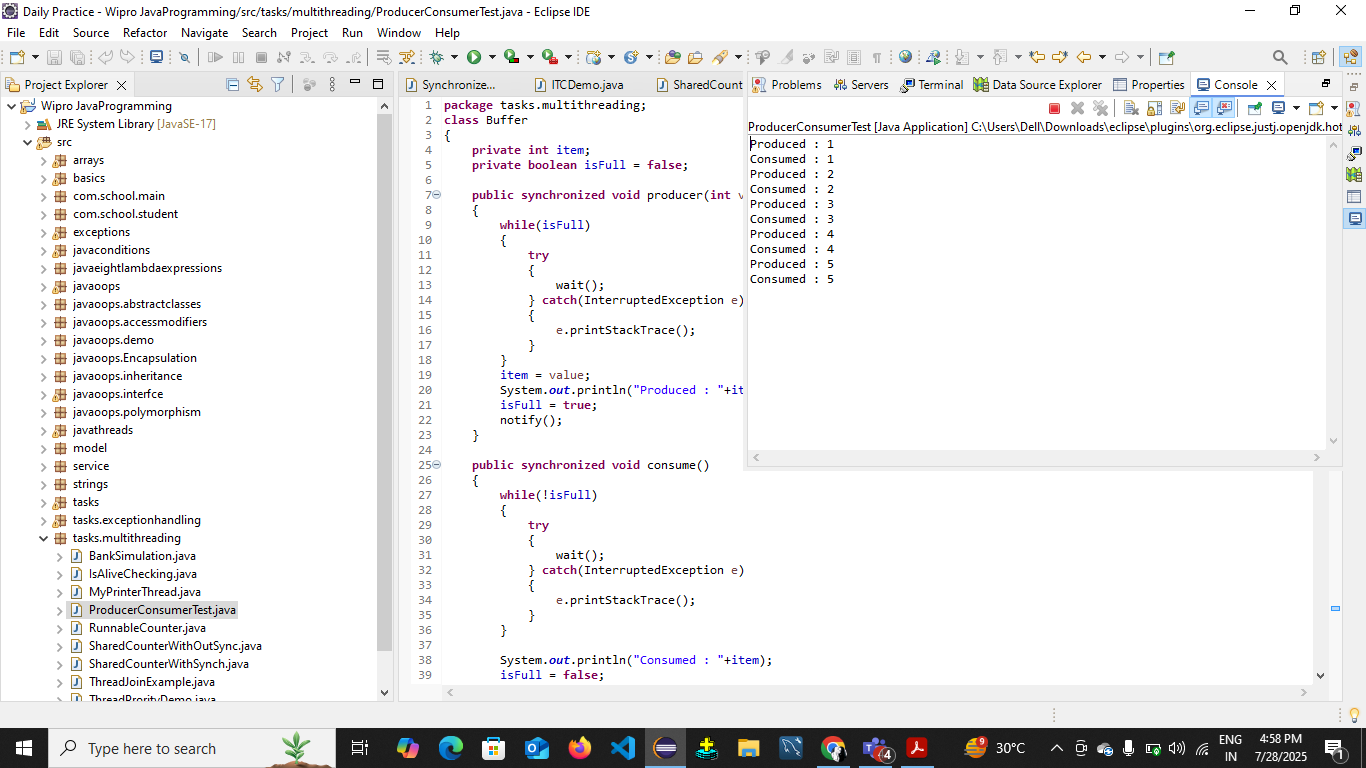 Daily Practice - Wipro JavaProgramming/src/tasks/multithreading/ProducerConsumerTest.java - Eclipse IDE
File Edit Source Refactor Navigate Search Project Run Window Help
Project Explorer
Wipro JavaProgramming
JRE System Library [JavaSE-17]
src
arrays
basics
com.school.main
com.school.student
exceptions
javaconditions
javaeightlambdaexpressions
javaoops
javaoops.abstractclasses
javaoops.accessmodifiers
javaoops.demo
javaoops.Encapsulation
javaoops.inheritance
javaoops.interfce
javaoops.polymorphism
javathreads
model
service
strings
tasks
tasks.exceptionhandling
tasks.multithreading
BankSimulation.java
IsAliveChecking.java
MyPrinterThread.java
ProducerConsumerTest.java
RunnableCounter.java
SharedCounterWithOutSync.java
SharedCounterWithSynch.java
ThreadJoinExample.java
ThreadProrityDemo.java
Synchronize... ITCDemo.java SharedCount
1 package tasks.multithreading;
2 class Buffer
3 {
4 private int item;
5 private boolean isFull = false;
6
7 public synchronized void producer(int v
8 {
9 while(isFull)
10 {
11 try
12 {
13 wait();
14 } catch(InterruptedException e)
15 {
16 e.printStackTrace();
17 }
18 }
19 item = value;
20 System.out.println("Produced : "+it
21 isFull = true;
22 notify();
23 }
24
25 public synchronized void consume()
26 {
27 while(!isFull)
28 {
29 try
30 {
31 wait();
32 } catch(InterruptedException e)
33 {
34 e.printStackTrace();
35 }
36 }
37
38 System.out.println("Consumed : "+item);
39 isFull = false;
Problems Servers Terminal Data Source Explorer Properties Console
ProducerConsumerTest [Java Application] C:\Users\Dell\Downloads\eclipse\plugins\org.eclipse.justj.openjdk.hot
Produced : 1
Consumed : 1
Produced : 2
Consumed : 2
Produced : 3
Consumed : 3
Produced : 4
Consumed : 4
Produced : 5
Consumed : 5
Type here to search
9
30°C
4
ENG
IN
4:58 PM
7/28/2025
1